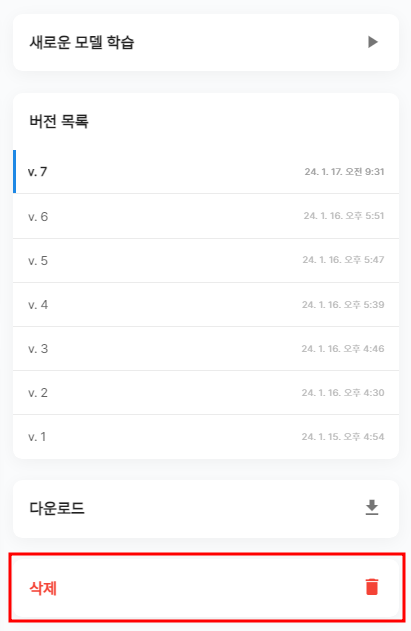 새로운 모델 학습
버전 목록
v. 7 24. 1. 17. 오전 9:31
v. 6 24. 1. 16. 오후 5:51
v. 5 24. 1. 16. 오후 5:47
v. 4 24. 1. 16. 오후 5:39
v. 3 24. 1. 16. 오후 4:46
v. 2 24. 1. 16. 오후 4:30
v. 1 24. 1. 15. 오후 4:54
다운로드
삭제